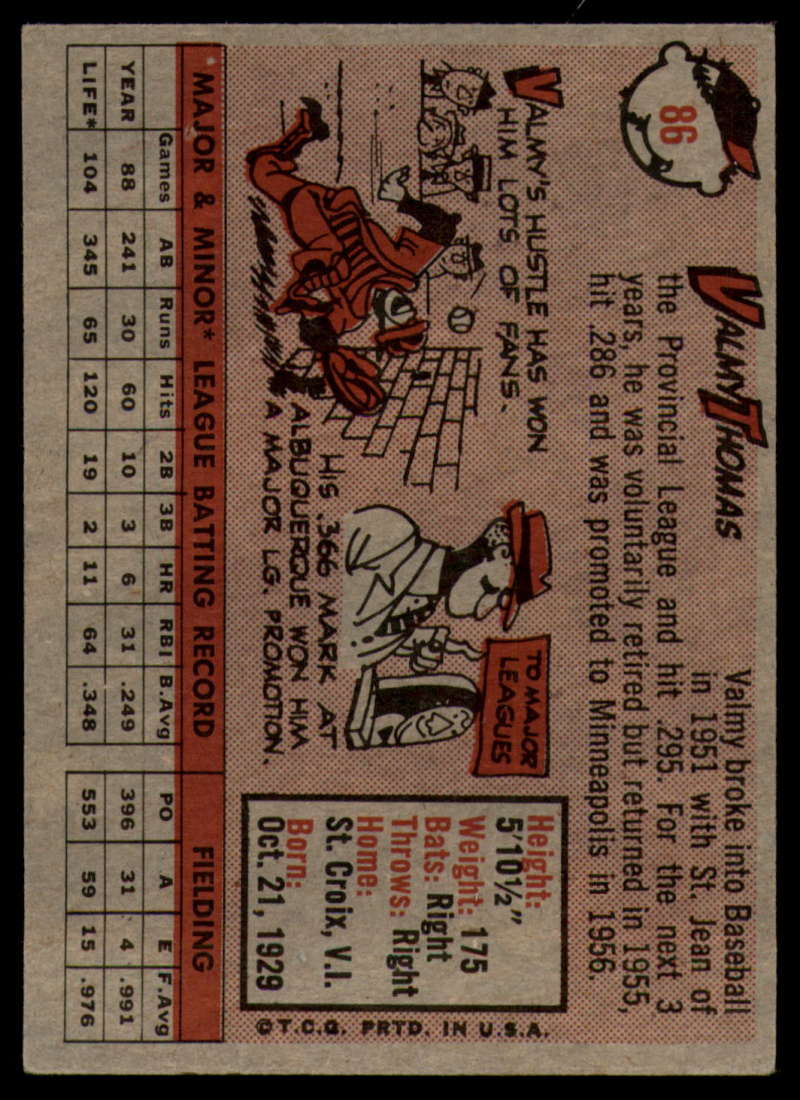 86
VALMY THOMAS
Valmy broke into Baseball
in 1951 with St. Jean of
the Provincial League and hit .295. For the next 3
years, he was voluntarily retired but returned in 1955,
hit .286 and was promoted to Minneapolis in 1956.
VALMY'S HUSTLE HAS WON
HIM LOTS OF FANS.
TO MAJOR
LEAGUES
HIS .366 MARK AT
ALBUQUERQUE WON HIM
A MAJOR LG. PROMOTION.
Height:
5'10½"
Weight: 175
Bats: Right
Throws: Right
Home:
St. Croix, V.I.
Born:
Oct. 21, 1929
©T.C.G. PRTD. IN U.S.A.
MAJOR & MINOR* LEAGUE BATTING RECORD FIELDING
Games AB Runs Hits 2B 3B HR RBI B.Avg PO A E F.Avg
YEAR 88 241 30 60 10 3 6 31 .249 396 31 4 .991
LIFE* 104 345 65 120 19 2 11 64 .348 553 59 15 .976